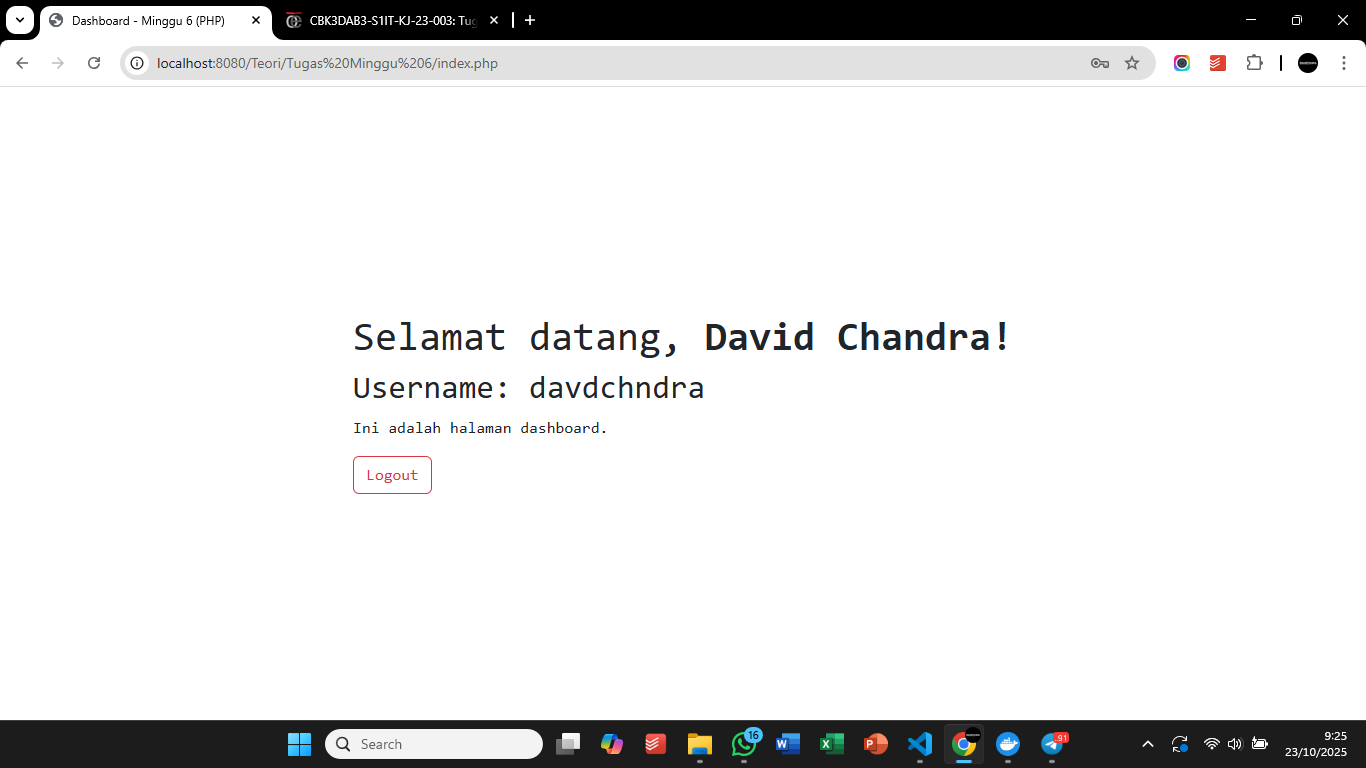 Dashboard - Minggu 6 (PHP)
CBK3DAB3-S1IT-KJ-23-003: Tug
localhost:8080/Teori/Tugas%20Minggu%206/index.php
Selamat datang, David Chandra!
Username: davdchndra
Ini adalah halaman dashboard.
Logout
Search
16
91
9:25
23/10/2025